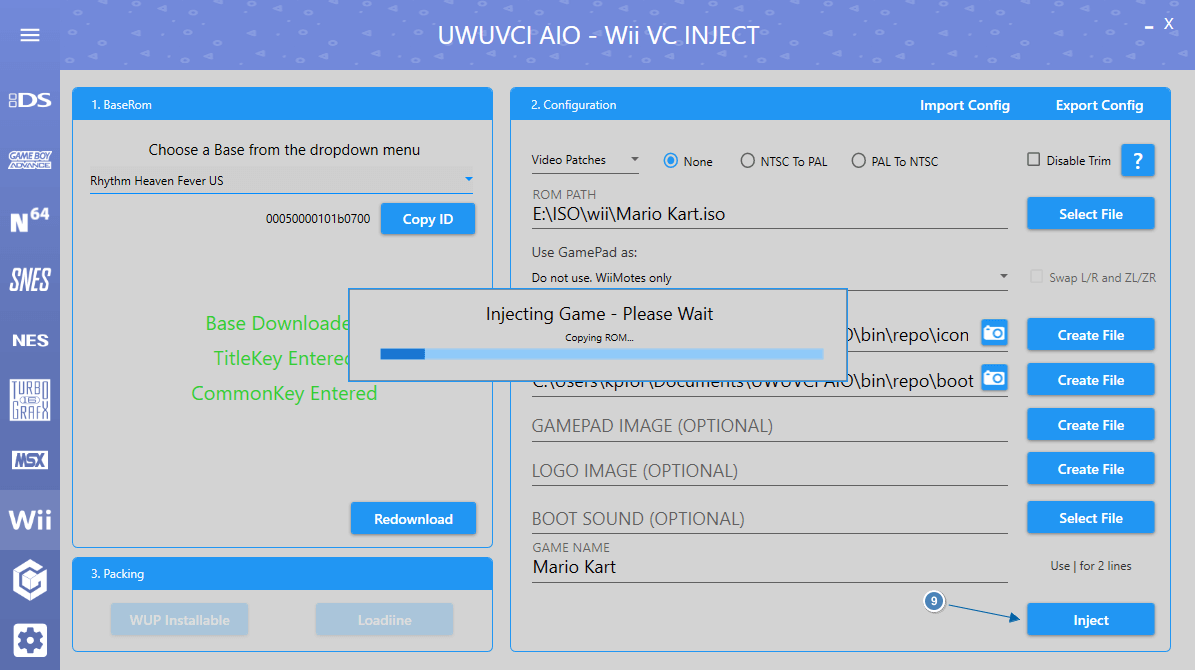 UWUVCI AIO - Wii VC INJECT
X
DS
GAME BOY
ADVANCE
N64
SNES
NES
TURBO
16
GRAFX
MSX
Wii
1. BaseRom
Choose a Base from the dropdown menu
Rhythm Heaven Fever US
00050000101b0700
Copy ID
Base Downloade
TitleKey Entered
CommonKey Entered
Redownload
2. Configuration
Import Config
Export Config
Video Patches
None
NTSC To PAL
PAL To NTSC
Disable Trim
?
ROM PATH
E:\ISO\wii\Mario Kart.iso
Select File
Use GamePad as:
Do not use. WiiMotes only
Swap L/R and ZL/ZR
Injecting Game - Please Wait
Copying ROM...
O\bin\repo\icon
Create File
C:\Users\kpror\Documents\UWUVCI AIO\bin\repo\boot
Create File
GAMEPAD IMAGE (OPTIONAL)
Create File
LOGO IMAGE (OPTIONAL)
Create File
BOOT SOUND (OPTIONAL)
Select File
GAME NAME
Mario Kart
Use | for 2 lines
9
Inject
3. Packing
WUP Installable
Loadiine